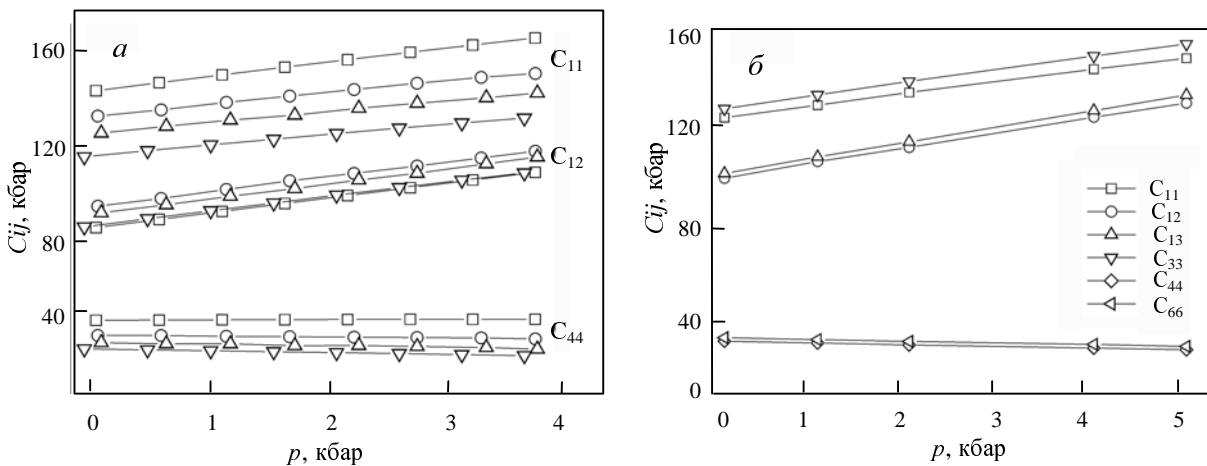 а
160
120
80
40
Cij, кбар
C₁₁
C₁₂
C₄₄
0 1 2 3 4
p, кбар
б
160
120
80
40
0
Cij, кбар
C₁₁
C₁₂
C₁₃
C₃₃
C₄₄
C₆₆
0 1 2 3 4 5
p, кбар